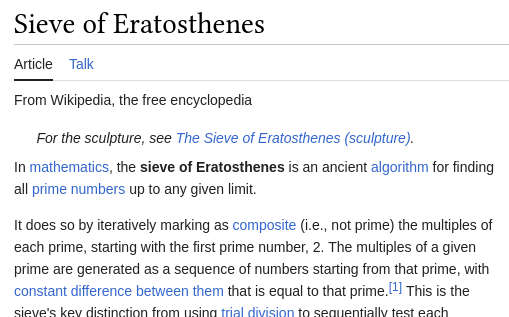 Sieve of Eratosthenes
Article Talk
From Wikipedia, the free encyclopedia
For the sculpture, see The Sieve of Eratosthenes (sculpture).
In mathematics, the sieve of Eratosthenes is an ancient algorithm for finding
all prime numbers up to any given limit.
It does so by iteratively marking as composite (i.e., not prime) the multiples of
each prime, starting with the first prime number, 2. The multiples of a given
prime are generated as a sequence of numbers starting from that prime, with
constant difference between them that is equal to that prime.[1] This is the
sieve's key distinction from using trial division to sequentially test each